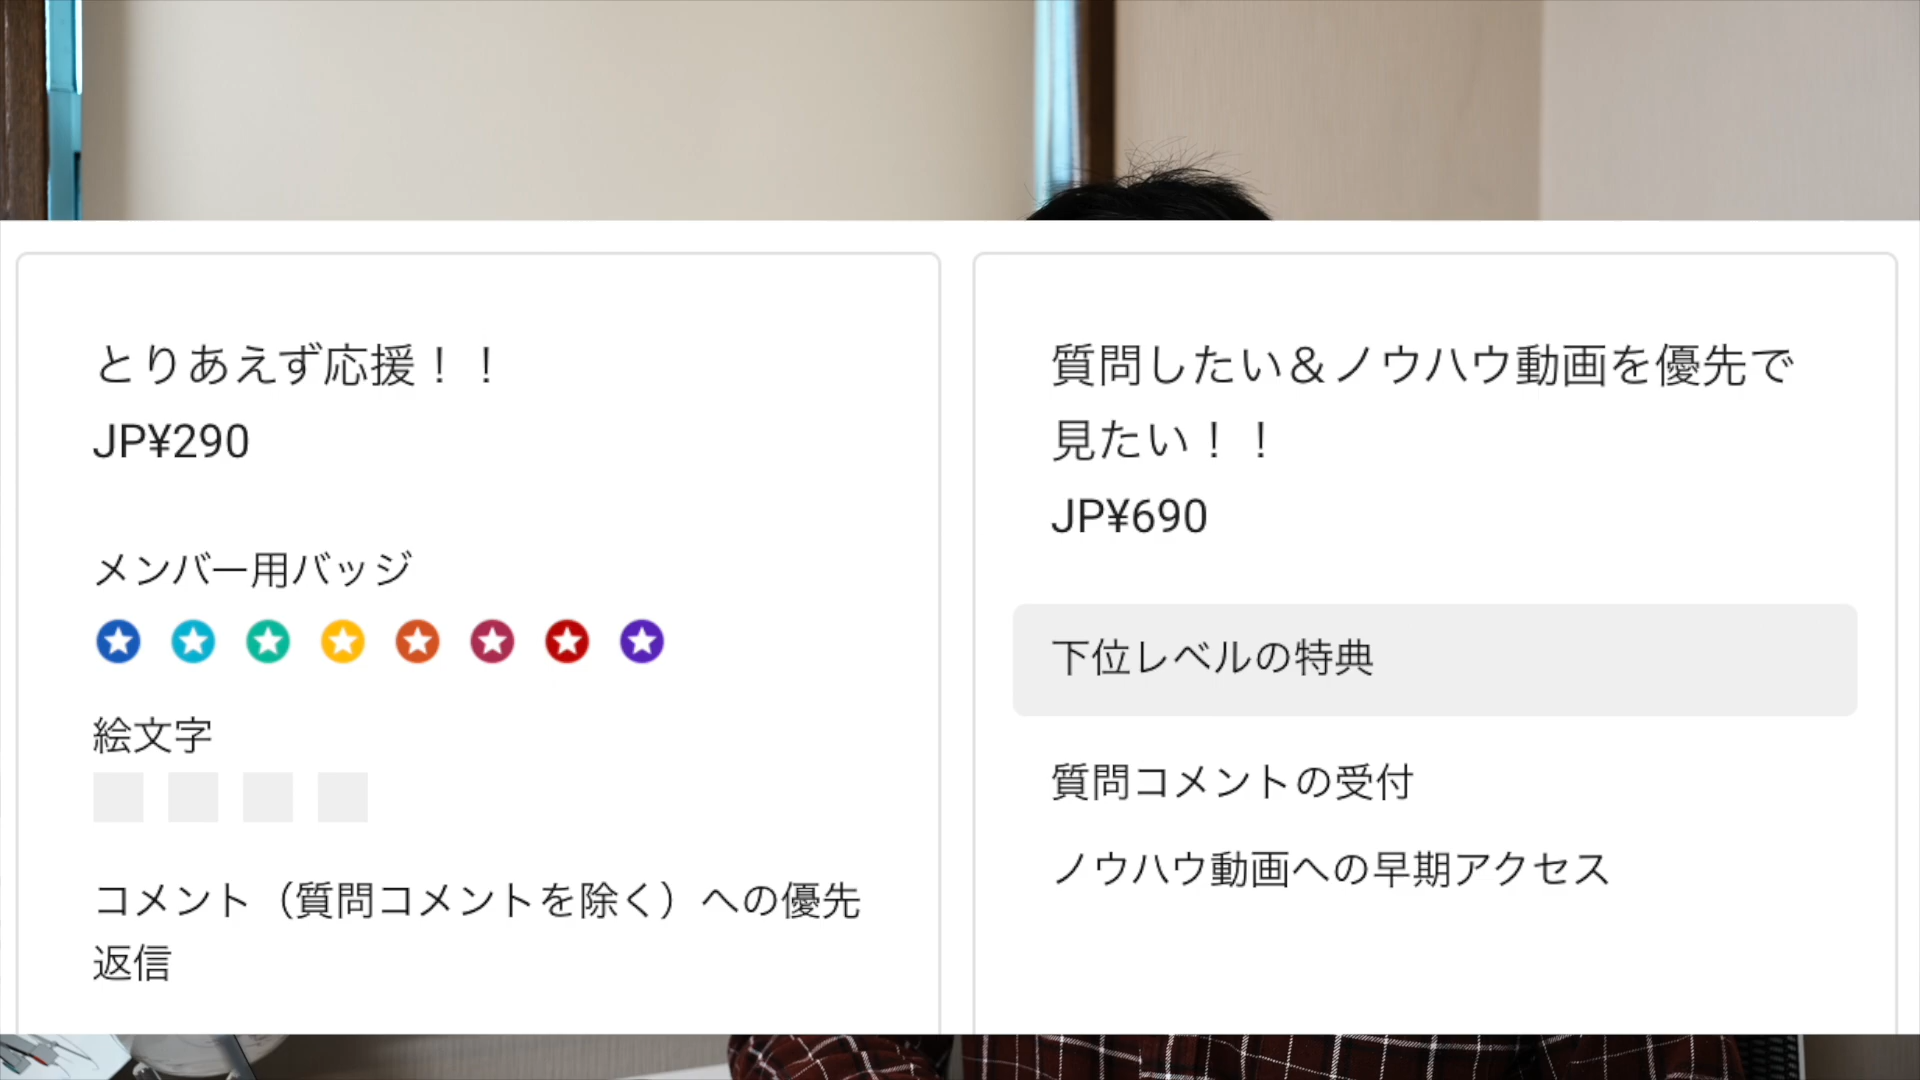 とりあえず応援！！
JP¥290
メンバー用バッジ
絵文字
コメント（質問コメントを除く）への優先
返信
質問したい＆ノウハウ動画を優先で
見たい！！
JP¥690
下位レベルの特典
質問コメントの受付
ノウハウ動画への早期アクセス